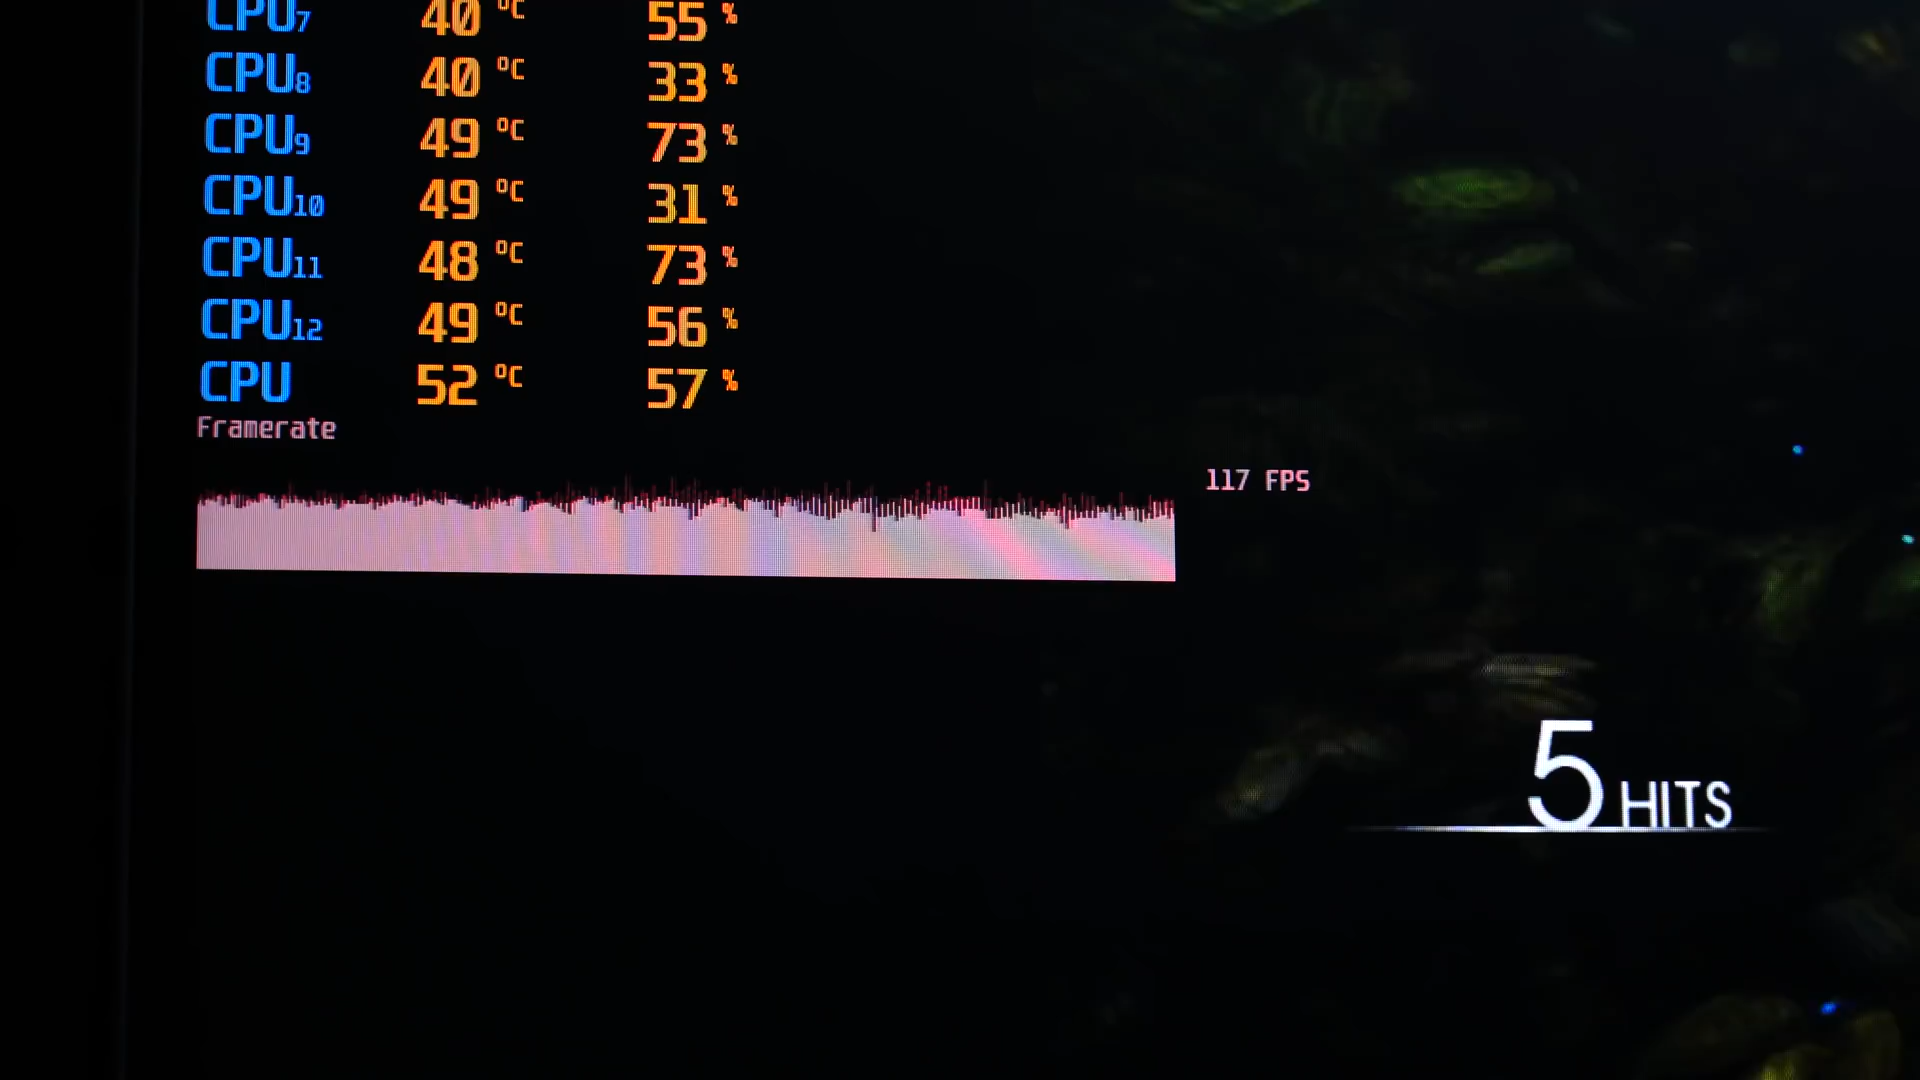 CPU7 40 °C 55 %
CPU8 40 °C 33 %
CPU9 49 °C 73 %
CPU10 49 °C 31 %
CPU11 48 °C 73 %
CPU12 49 °C 56 %
CPU 52 °C 57 %
Framerate
117 FPS
5 HITS